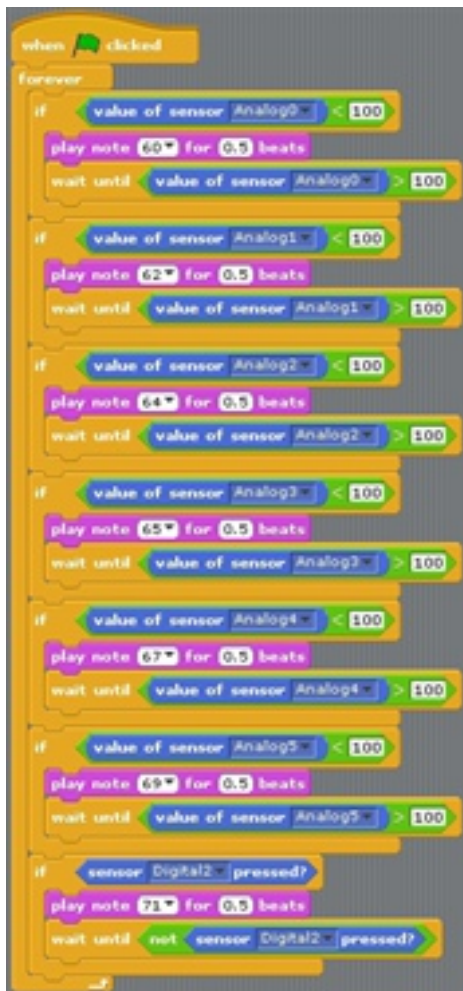 when clicked
forever
if value of sensor Analog0 < 100
play note 60 for 0.5 beats
wait until value of sensor Analog0 > 100
if value of sensor Analog1 < 100
play note 62 for 0.5 beats
wait until value of sensor Analog1 > 100
if value of sensor Analog2 < 100
play note 64 for 0.5 beats
wait until value of sensor Analog2 > 100
if value of sensor Analog3 < 100
play note 65 for 0.5 beats
wait until value of sensor Analog3 > 100
if value of sensor Analog4 < 100
play note 67 for 0.5 beats
wait until value of sensor Analog4 > 100
if value of sensor Analog5 < 100
play note 69 for 0.5 beats
wait until value of sensor Analog5 > 100
if sensor Digital2 pressed?
play note 71 for 0.5 beats
wait until not sensor Digital2 pressed?